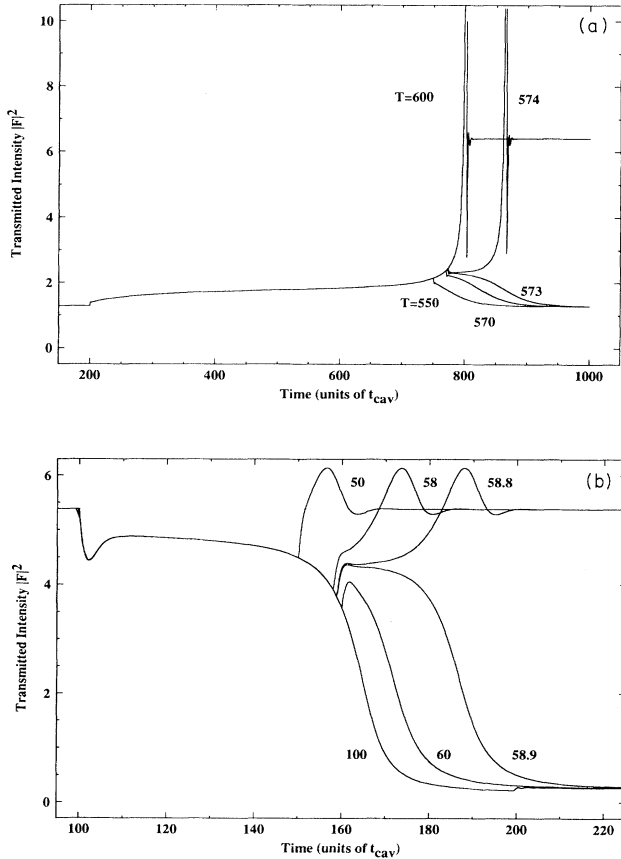 (a)
10
8
6
4
2
0
Transmitted Intensity |F|²
T=600
574
573
T=550
570
200 400 600 800 1000
Time (units of t_cav)
(b)
6
4
2
0
Transmitted Intensity |F|²
50 58 58.8
100 60 58.9
100 120 140 160 180 200 220
Time (units of t_cav)